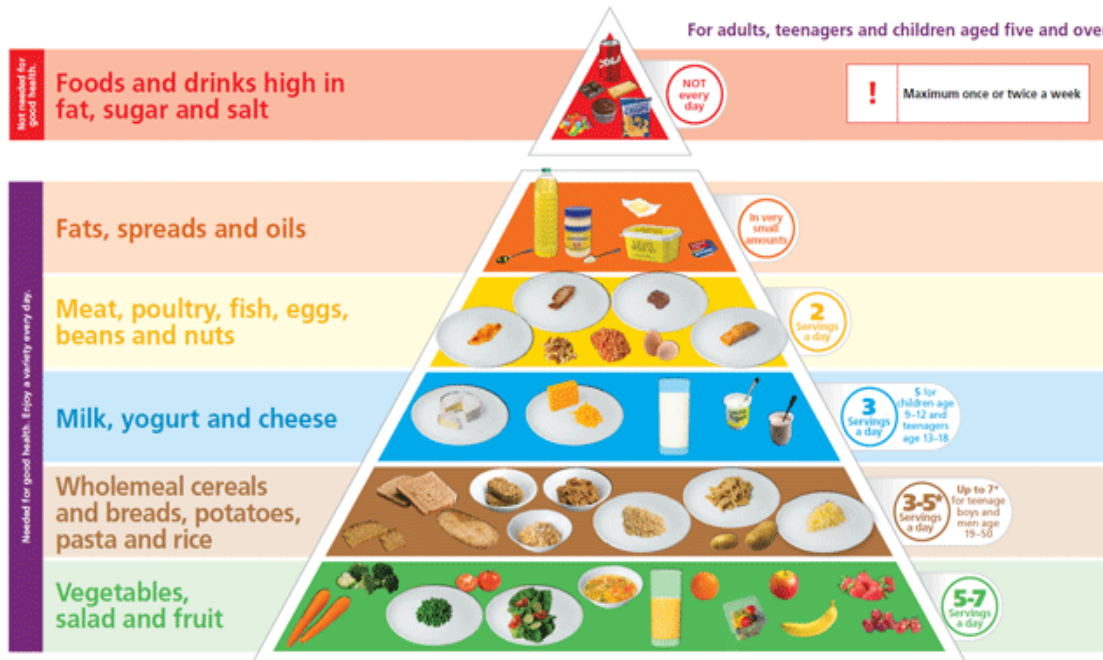 For adults, teenagers and children aged five and over
Not needed for
good health.
Foods and drinks high in
fat, sugar and salt
COLA
NOT
every
day
!
Maximum once or twice a week
Needed for good health. Enjoy a variety every day.
Fats, spreads and oils
In very
small
amounts
Meat, poultry, fish, eggs,
beans and nuts
2
Servings
a day
Milk, yogurt and cheese
3
Servings
a day
5 for
children age
9–12 and
teenagers
age 13–18
Wholemeal cereals
and breads, potatoes,
pasta and rice
3-5*
Servings
a day
Up to 7*
for teenage
boys and
men age
19–50
Vegetables,
salad and fruit
5-7
Servings
a day